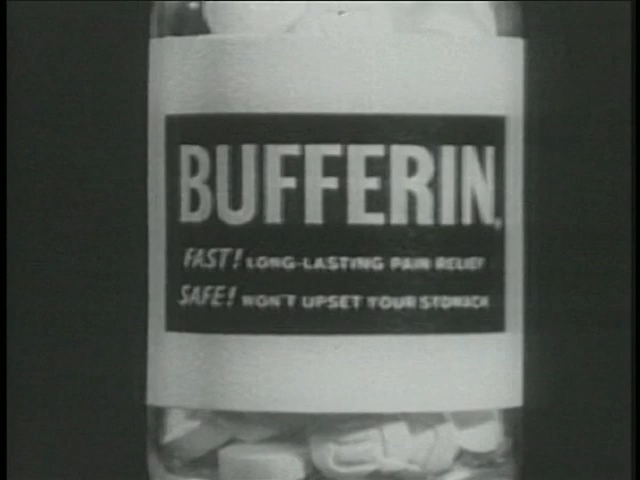 BUFFERIN,
FAST! LONG-LASTING PAIN RELIEF
SAFE! WON'T UPSET YOUR STOMACH